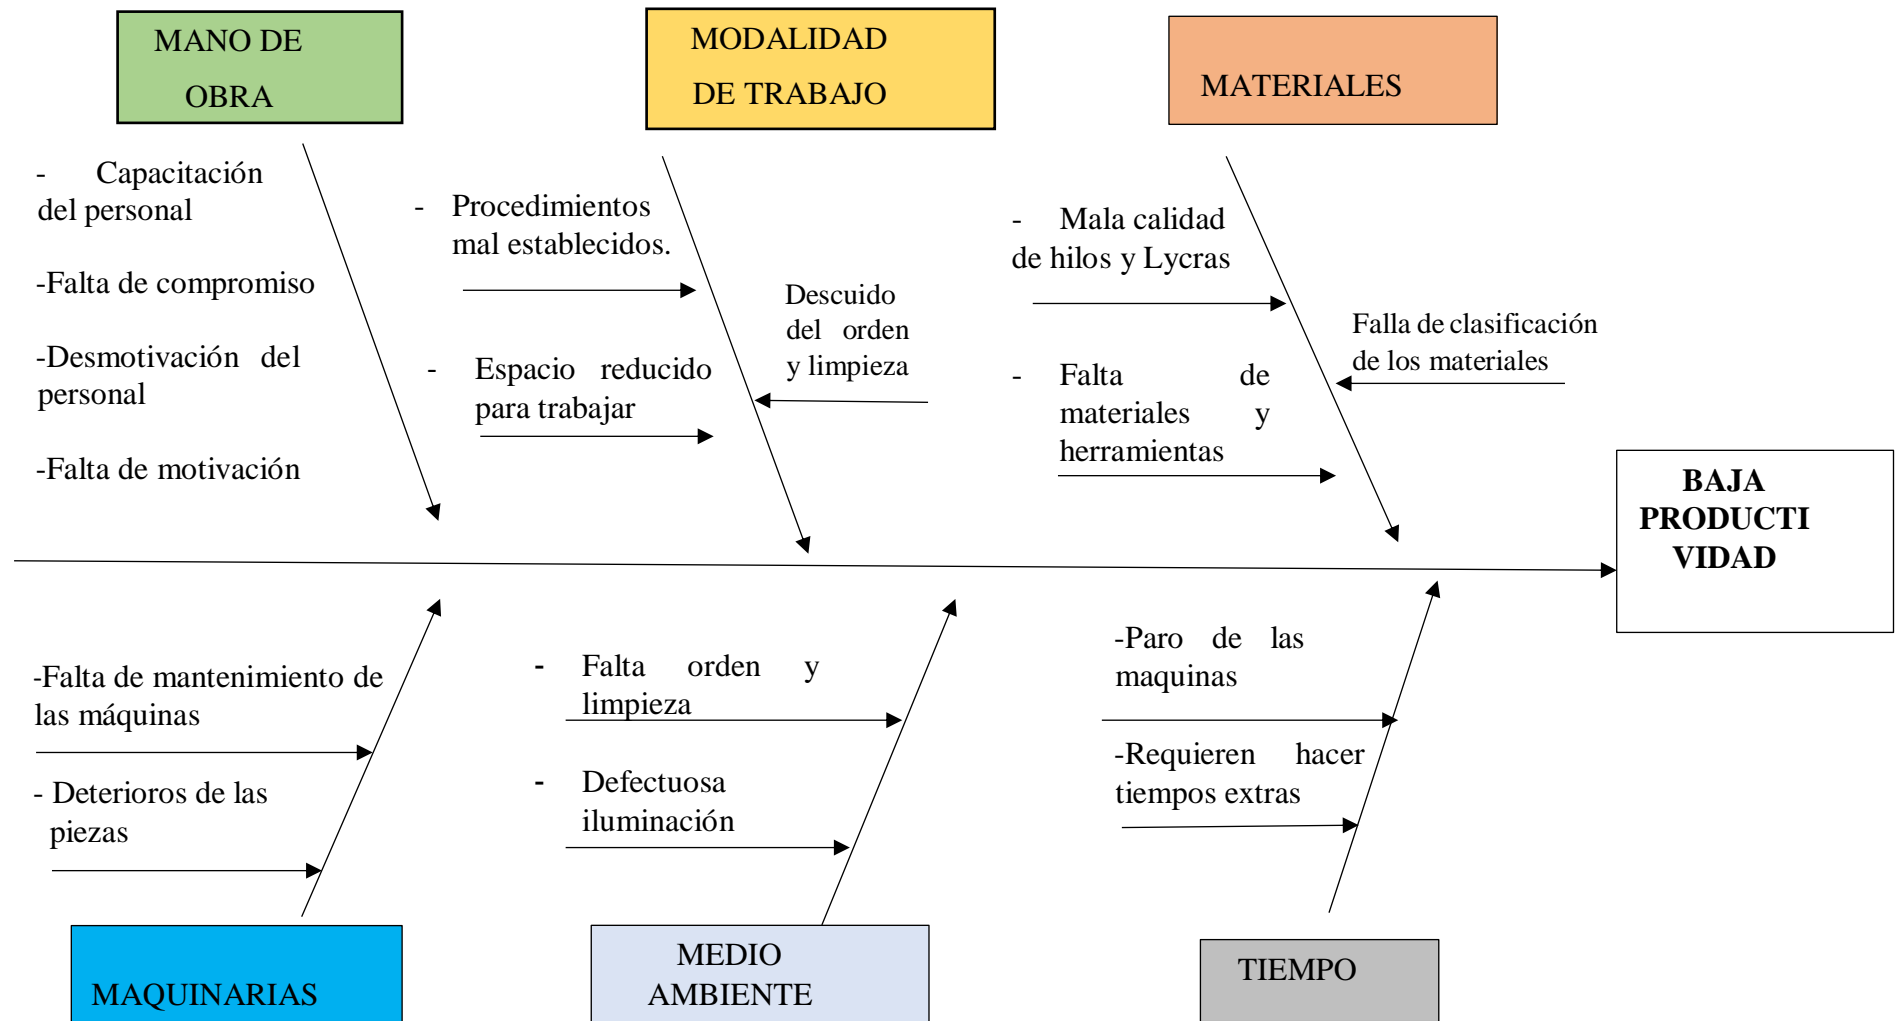 MANO DE
OBRA
MODALIDAD
DE TRABAJO
MATERIALES
- Capacitación
del personal
-Falta de compromiso
-Desmotivación del
personal
-Falta de motivación
- Procedimientos
mal establecidos.
- Espacio reducido
para trabajar
Descuido
del orden
y limpieza
- Mala calidad
de hilos y Lycras
- Falta de
materiales y
herramientas
Falla de clasificación
de los materiales
BAJA
PRODUCTI
VIDAD
-Falta de mantenimiento de
las máquinas
- Deterioros de las
piezas
- Falta orden y
limpieza
- Defectuosa
iluminación
-Paro de las
maquinas
-Requieren hacer
tiempos extras
MAQUINARIAS
MEDIO
AMBIENTE
TIEMPO